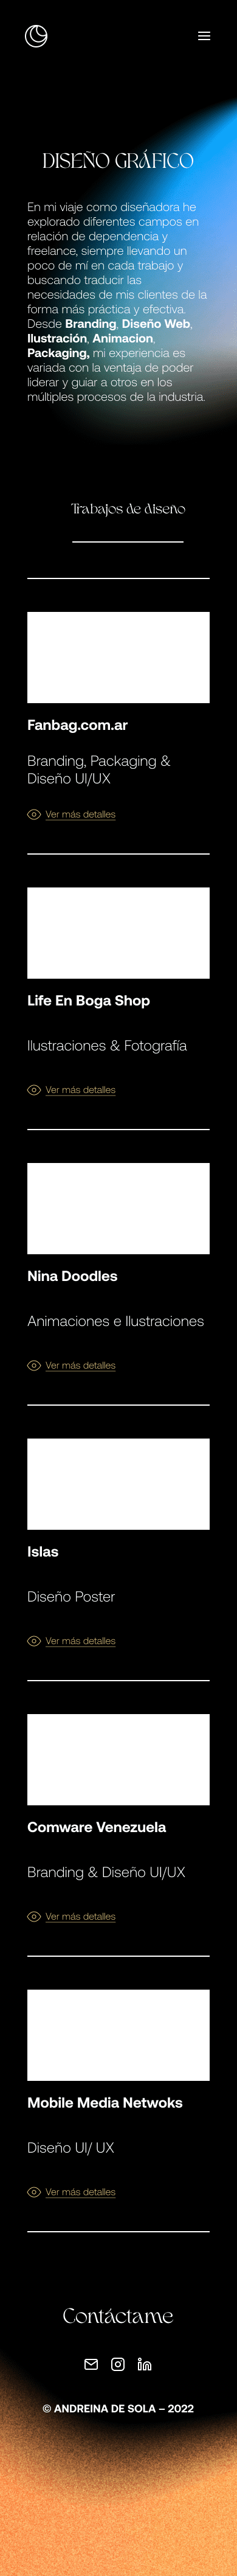 DISEÑO GRÁFICO
En mi viaje como diseñadora he
explorado diferentes campos en
relación de dependencia y
freelance, siempre llevando un
poco de mí en cada trabajo y
buscando traducir las
necesidades de mis clientes de la
forma más práctica y efectiva.
Desde Branding, Diseño Web,
Ilustración, Animacion,
Packaging, mi experiencia es
variada con la ventaja de poder
liderar y guiar a otros en los
múltiples procesos de la industria.
Trabajos de diseño
Fanbag.com.ar
Branding, Packaging &
Diseño UI/UX
Ver más detalles
Life En Boga Shop
Ilustraciones & Fotografía
Ver más detalles
Nina Doodles
Animaciones e Ilustraciones
Ver más detalles
Islas
Diseño Poster
Ver más detalles
Comware Venezuela
Branding & Diseño UI/UX
Ver más detalles
Mobile Media Netwoks
Diseño UI/ UX
Ver más detalles
Contáctame
© ANDREINA DE SOLA – 2022